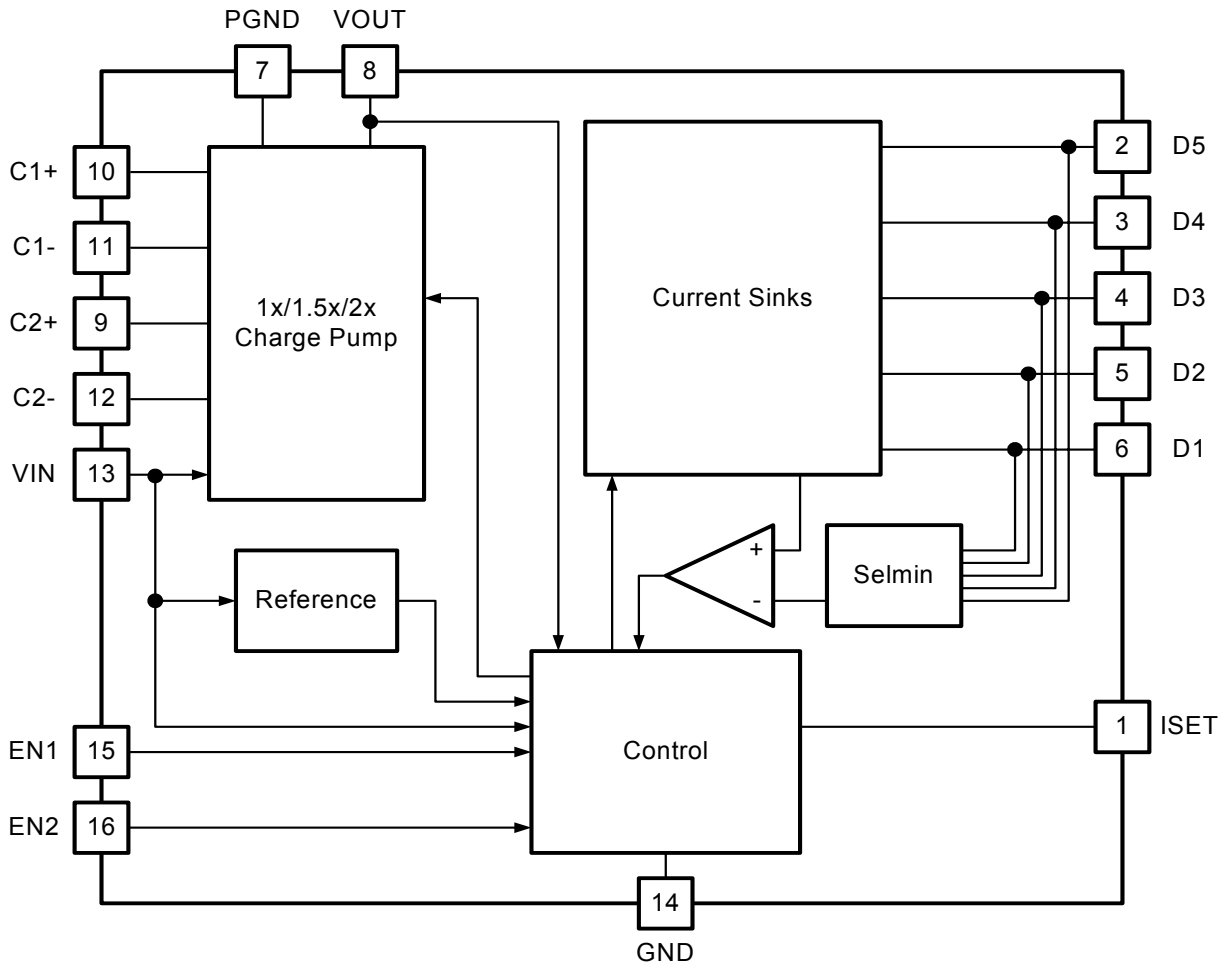 PGND
VOUT
7
8
C1+
10
C1-
11
C2+
9
C2-
12
VIN
13
1x/1.5x/2x
Charge Pump
Current Sinks
2
D5
3
D4
4
D3
5
D2
6
D1
Reference
+
-
Selmin
EN1
15
EN2
16
Control
1
ISET
14
GND